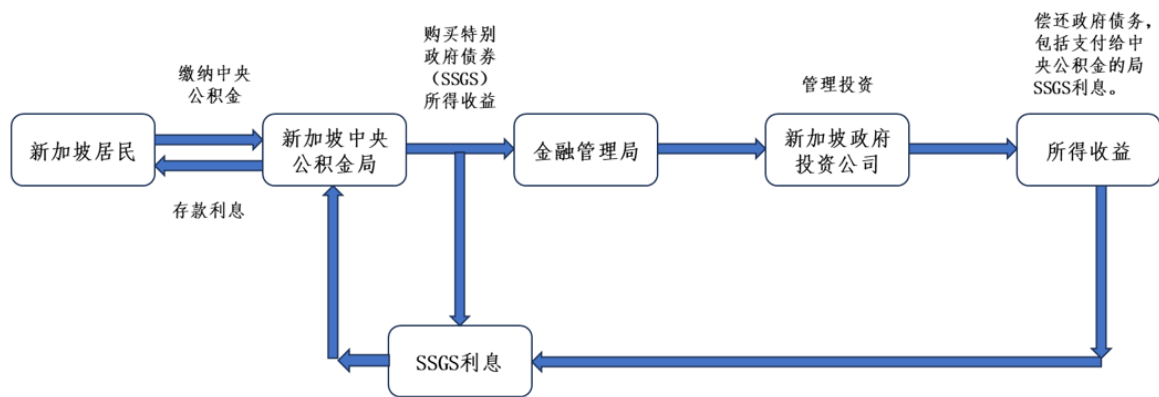 缴纳中央
公积金
购买特别
政府债券
（SSGS）
所得收益
管理投资
偿还政府债务，
包括支付给中
央公积金的局
SSGS利息。
新加坡居民
新加坡中央
公积金局
金融管理局
新加坡政府
投资公司
所得收益
存款利息
SSGS利息